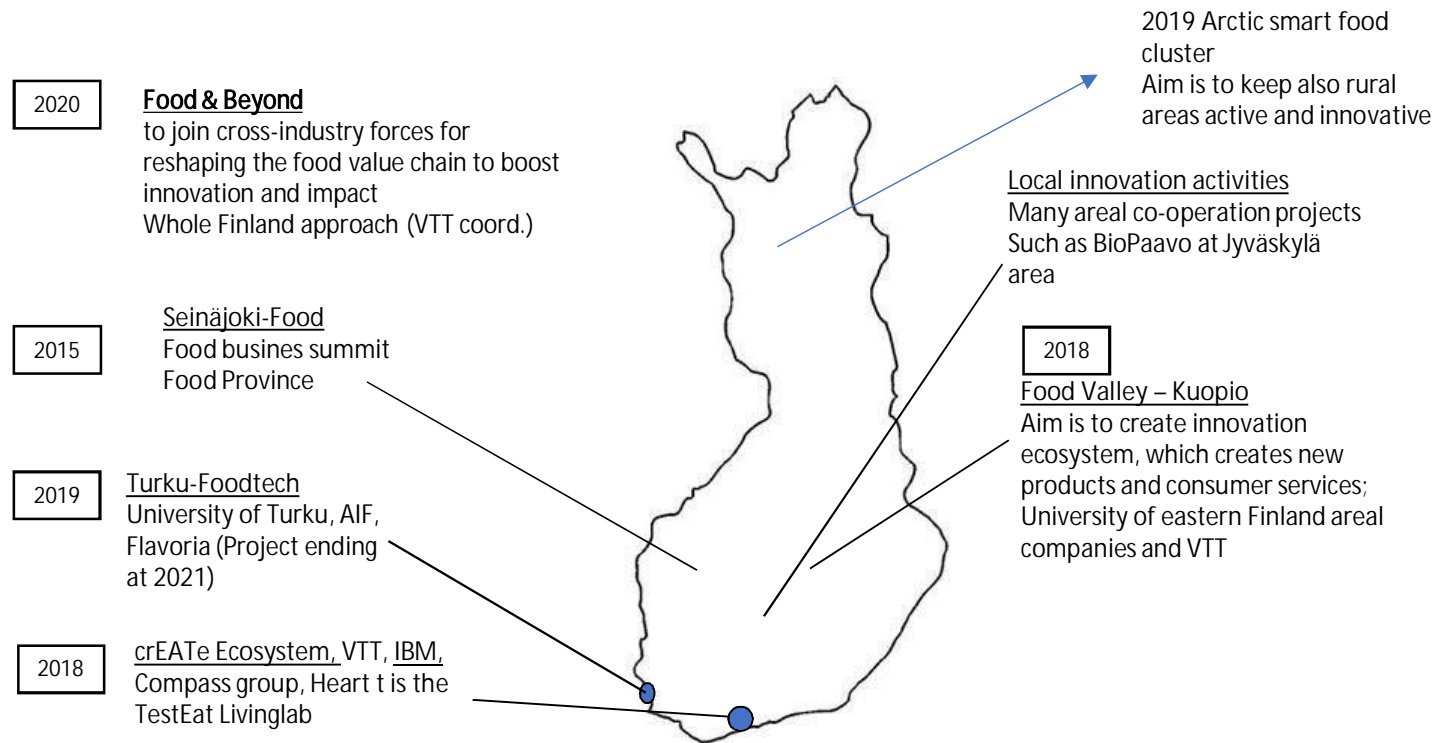 2019 Arctic smart food
cluster
Aim is to keep also rural
areas active and innovative
2020
Food & Beyond
to join cross-industry forces for
reshaping the food value chain to boost
innovation and impact
Whole Finland approach (VTT coord.)
Local innovation activities
Many areal co-operation projects
Such as BioPaavo at Jyväskylä
area
2015
Seinäjoki-Food
Food busines summit
Food Province
2018
Food Valley – Kuopio
Aim is to create innovation
ecosystem, which creates new
products and consumer services;
University of eastern Finland areal
companies and VTT
2019
Turku-Foodtech
University of Turku, AIF,
Flavoria (Project ending
at 2021)
2018
crEATe Ecosystem, VTT, IBM,
Compass group, Heart t is the
TestEat Livinglab